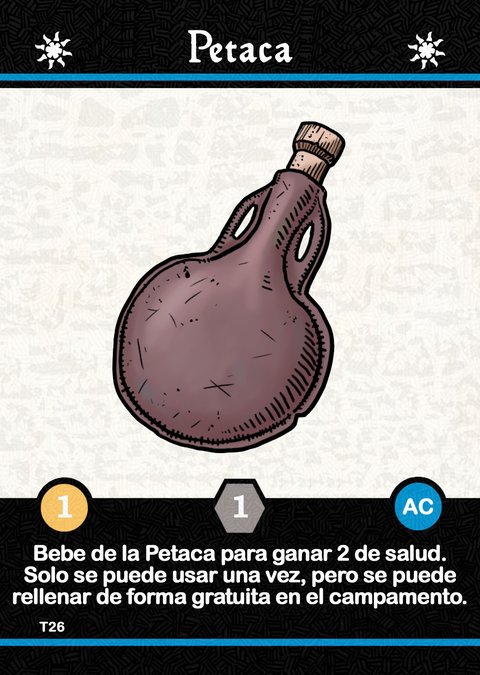 Petaca
1
1
AC
Bebe de la Petaca para ganar 2 de salud.
Solo se puede usar una vez, pero se puede
rellenar de forma gratuita en el campamento.
T26